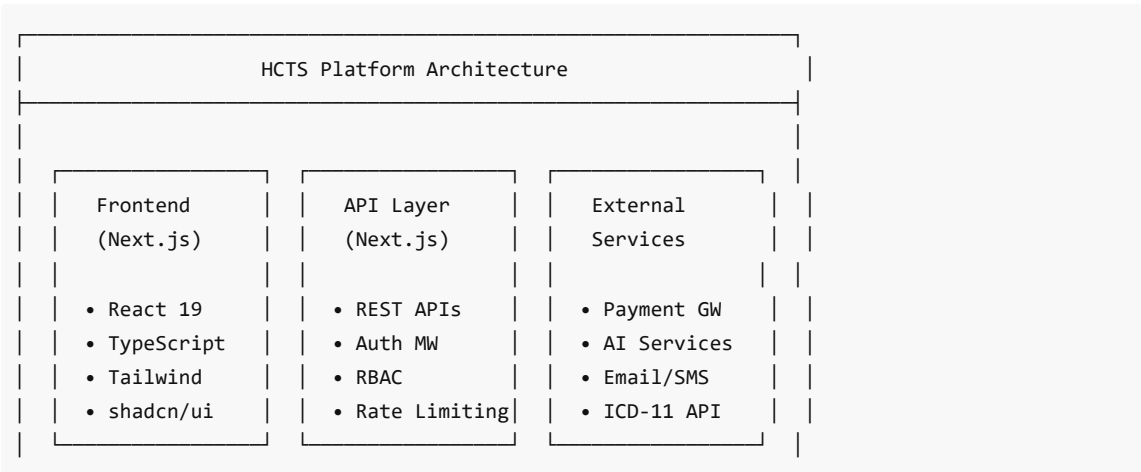 HCTS Platform Architecture
Frontend API Layer External
(Next.js) (Next.js) Services
• React 19 • REST APIs • Payment GW
• TypeScript • Auth MW • AI Services
• Tailwind • RBAC • Email/SMS
• shadcn/ui • Rate Limiting • ICD-11 API